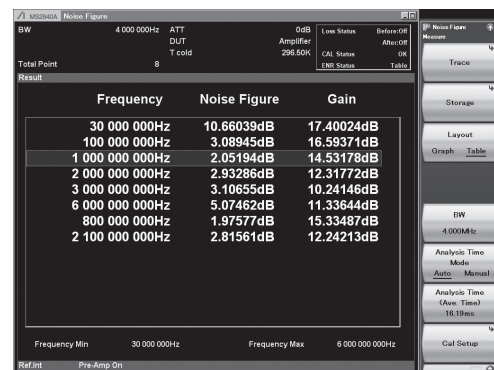 MS2840A Noise Figure
BW 4 000 000Hz ATT 0dB Loss Status Before:Off
DUT Amplifier After:Off
T cold 296.50K CAL Status OK
Total Point 8 ENR Status Table
Result
Frequency Noise Figure Gain
30 000 000Hz 10.66039dB 17.40024dB
100 000 000Hz 3.08945dB 16.59371dB
1 000 000 000Hz 2.05194dB 14.53178dB
2 000 000 000Hz 2.93286dB 12.31772dB
3 000 000 000Hz 3.10655dB 10.24146dB
6 000 000 000Hz 5.07462dB 11.33644dB
800 000 000Hz 1.97577dB 15.33487dB
2 100 000 000Hz 2.81561dB 12.24213dB
Frequency Min 30 000 000Hz Frequency Max 6 000 000 000Hz
Ref.Int Pre-Amp On
Noise Figure
Measure
Trace
Storage
Layout
Graph Table
BW
4.000MHz
Analysis Time
Mode
Auto Manual
Analysis Time
(Ave. Time)
16.19ms
Cal Setup